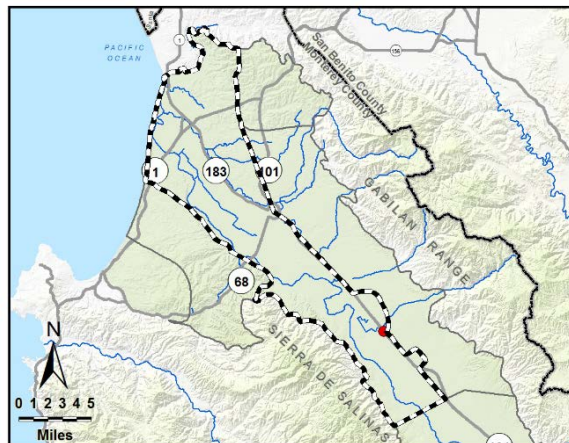 1
PACIFIC
OCEAN
156
San Benito County
Monterey County
1
183
101
GABILAN RANGE
68
SIERRA DE SALINAS
N
0 1 2 3 4 5
Miles